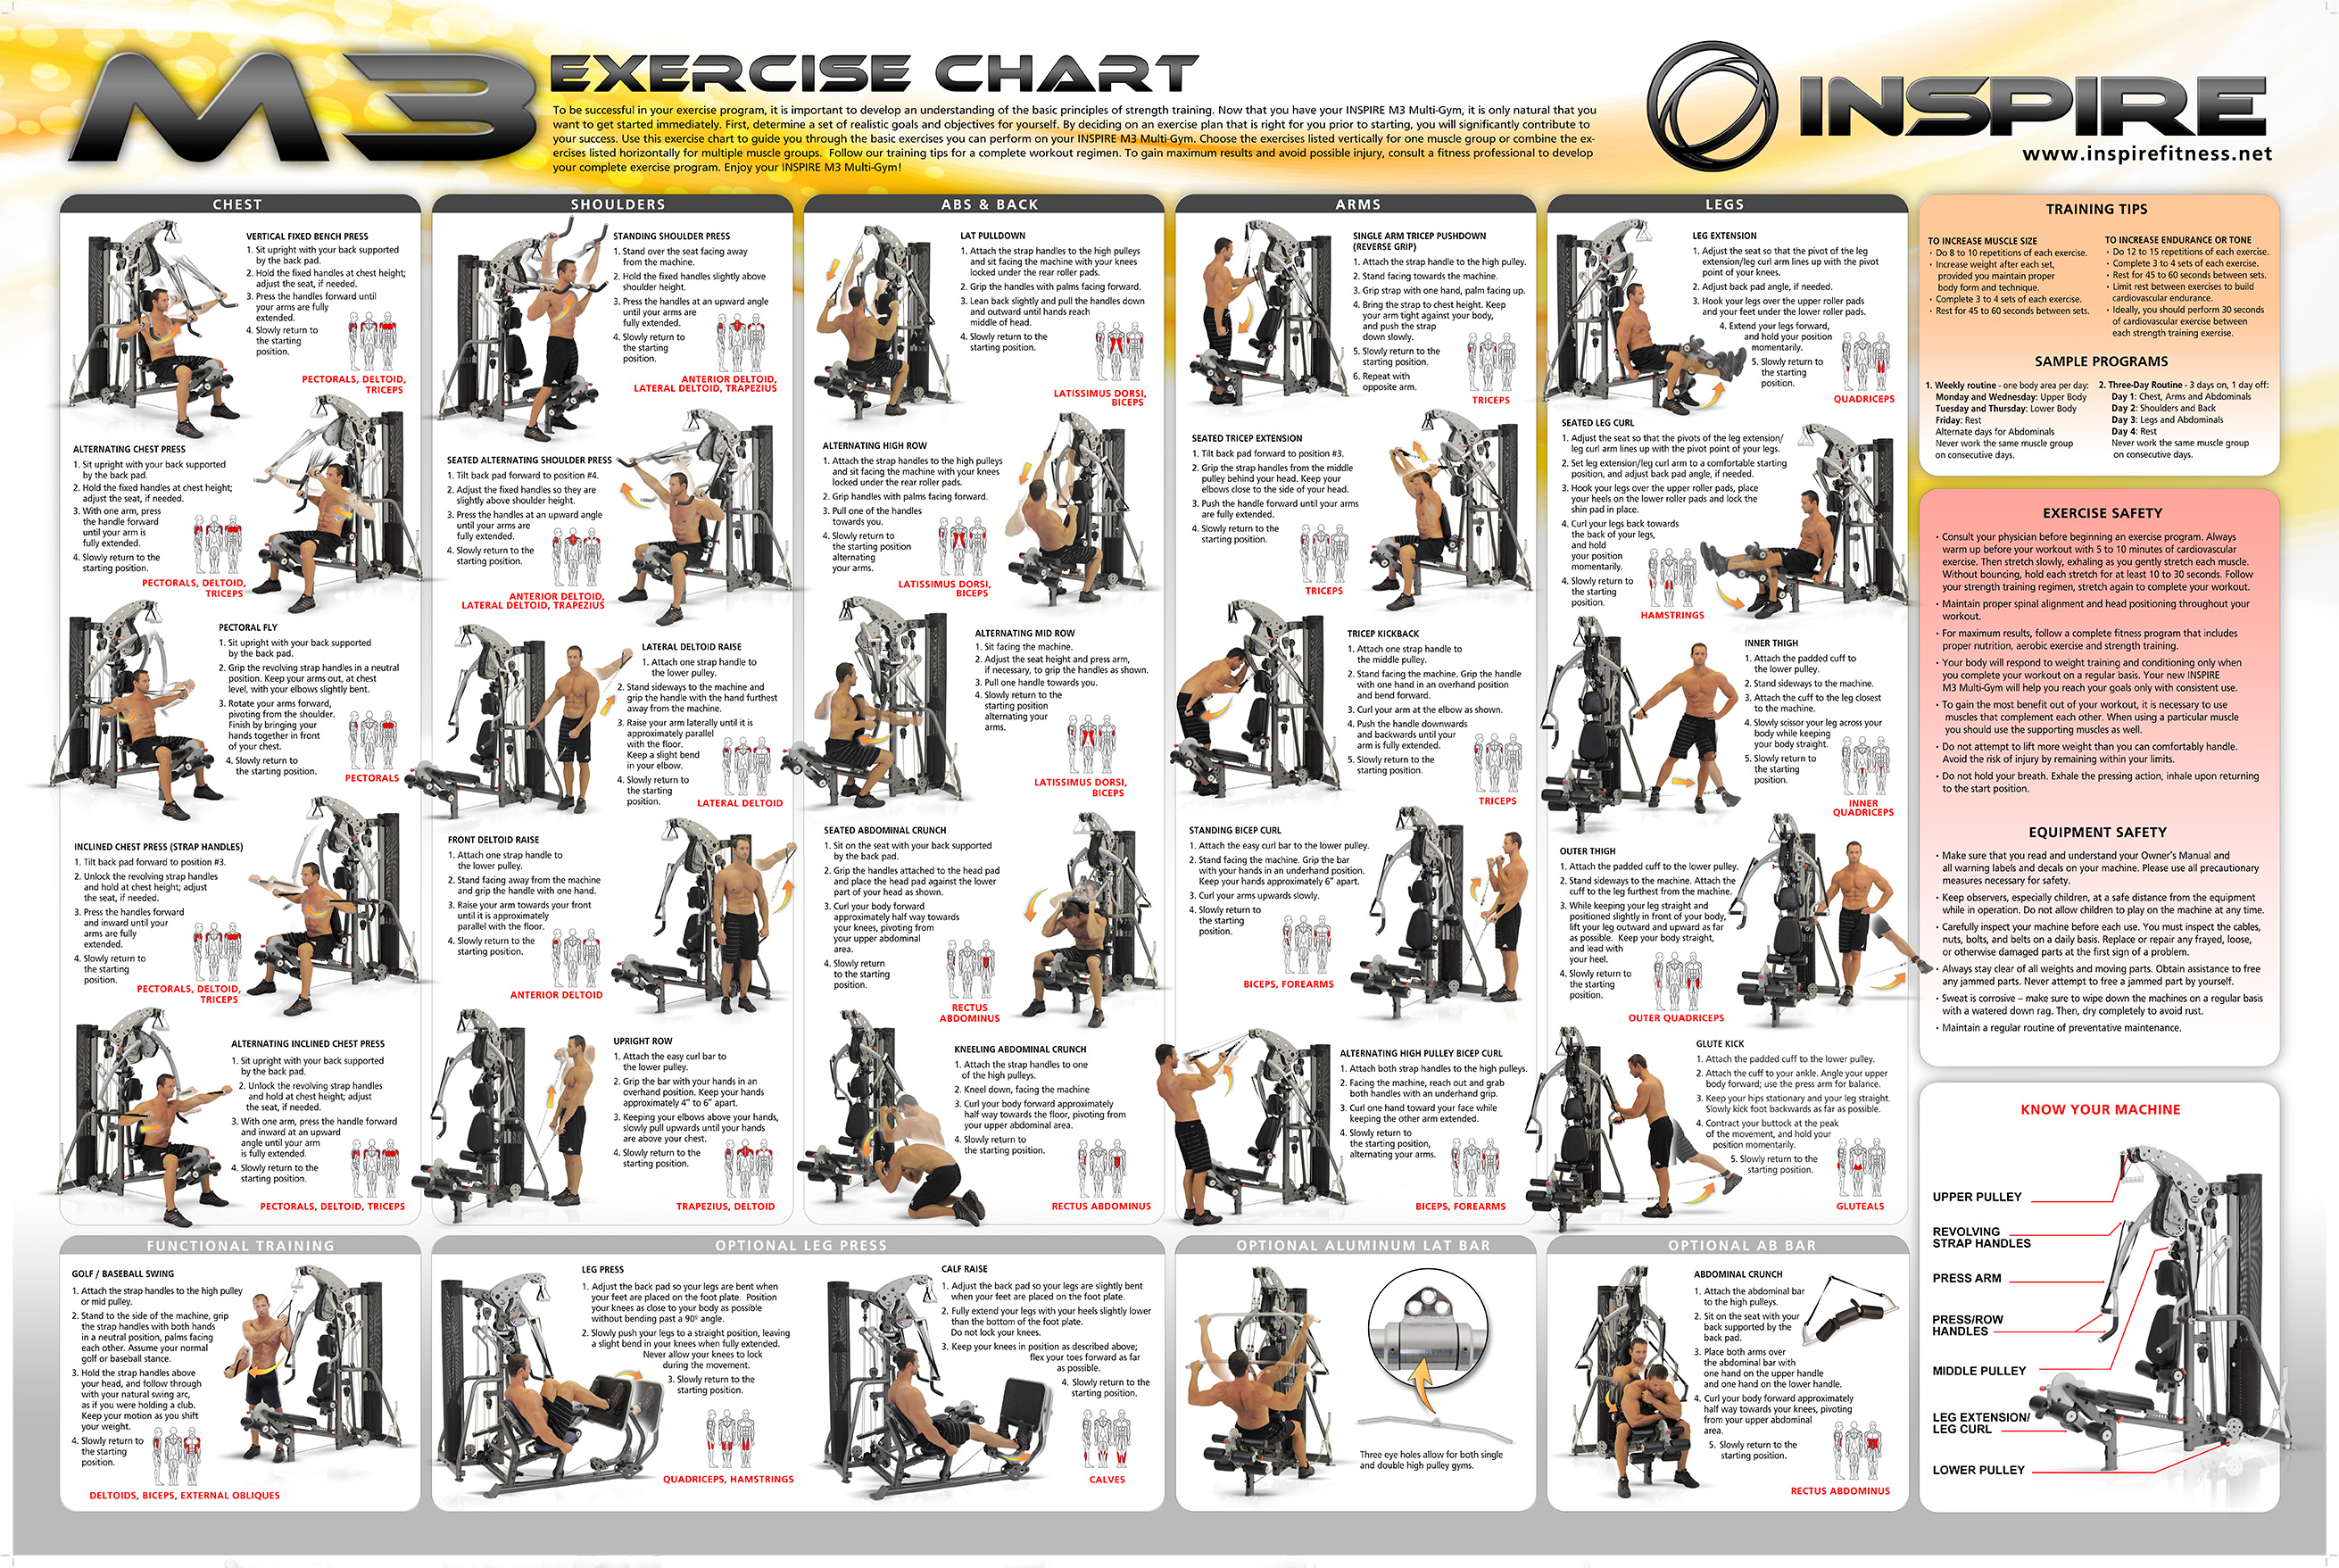 M3
EXERCISE CHART
To be successful in your exercise program, it is important to develop an understanding of the basic principles of strength training. Now that you have your INSPIRE M3 Multi-Gym, it is only natural that you
want to get started immediately. First, determine a set of realistic goals and objectives for yourself. By deciding on an exercise plan that is right for you prior to starting, you will significantly contribute to
your success. Use this exercise chart to guide you through the basic exercises you can perform on your INSPIRE M3 Multi-Gym. Choose the exercises listed vertically for one muscle group or combine the ex-
ercises listed horizontally for multiple muscle groups. Follow our training tips for a complete workout regimen. To gain maximum results and avoid possible injury, consult a fitness professional to develop
your complete exercise program. Enjoy your INSPIRE M3 Multi-Gym!
INSPIRE
www.inspirefitness.net
CHEST
VERTICAL FIXED BENCH PRESS
1. Sit upright with your back supported
by the back pad.
2. Hold the fixed handles at chest height;
adjust the seat, if needed.
3. Press the handles forward until
your arms are fully
extended.
4. Slowly return to
the starting
position.
PECTORALS, DELTOID,
TRICEPS
ALTERNATING CHEST PRESS
1. Sit upright with your back supported
by the back pad.
2. Hold the fixed handles at chest height;
adjust the seat, if needed.
3. With one arm, press
the handle forward
until your arm is
fully extended.
4. Slowly return to the
starting position.
PECTORALS, DELTOID,
TRICEPS
PECTORAL FLY
1. Sit upright with your back supported
by the back pad.
2. Grip the revolving strap handles in a neutral
position. Keep your arms out, at chest
level, with your elbows slightly bent.
3. Rotate your arms forward,
pivoting from the shoulder.
Finish by bringing your
hands together in front
of your chest.
4. Slowly return to
the starting position.
PECTORALS
INCLINED CHEST PRESS (STRAP HANDLES)
1. Tilt back pad forward to position #3.
2. Unlock the revolving strap handles
and hold at chest height; adjust
the seat, if needed.
3. Press the handles forward
and inward until your
arms are fully
extended.
4. Slowly return to
the starting
position.
PECTORALS, DELTOID,
TRICEPS
ALTERNATING INCLINED CHEST PRESS
1. Sit upright with your back supported
by the back pad.
2. Unlock the revolving strap handles
and hold at chest height; adjust
the seat, if needed.
3. With one arm, press the handle forward
and inward at an upward
angle until your arm
is fully extended.
4. Slowly return to the
starting position.
PECTORALS, DELTOID, TRICEPS
SHOULDERS
STANDING SHOULDER PRESS
1. Stand over the seat facing away
from the machine.
2. Hold the fixed handles slightly above
shoulder height.
3. Press the handles at an upward angle
until your arms are
fully extended.
4. Slowly return to
the starting
position.
ANTERIOR DELTOID,
LATERAL DELTOID, TRAPEZIUS
SEATED ALTERNATING SHOULDER PRESS
1. Tilt back pad forward to position #4.
2. Adjust the fixed handles so they are
slightly above shoulder height.
3. Press the handles at an upward angle
until your arms are
fully extended.
4. Slowly return to the
starting position.
ANTERIOR DELTOID,
LATERAL DELTOID, TRAPEZIUS
LATERAL DELTOID RAISE
1. Attach one strap handle to
the lower pulley.
2. Stand sideways to the machine and
grip the handle with the hand furthest
away from the machine.
3. Raise your arm laterally until it is
approximately parallel
with the floor.
Keep a slight bend
in your elbow.
4. Slowly return to
the starting
position.
LATERAL DELTOID
FRONT DELTOID RAISE
1. Attach one strap handle to
the lower pulley.
2. Stand facing away from the machine
and grip the handle with one hand.
3. Raise your arm towards your front
until it is approximately
parallel with the floor.
4. Slowly return to the
starting position.
ANTERIOR DELTOID
UPRIGHT ROW
1. Attach the easy curl bar to
the lower pulley.
2. Grip the bar with your hands in an
overhand position. Keep your hands
approximately 4" to 6" apart.
3. Keeping your elbows above your hands,
slowly pull upwards until your hands
are above your chest.
4. Slowly return to the
starting position.
TRAPEZIUS, DELTOID
ABS & BACK
LAT PULLDOWN
1. Attach the strap handles to the high pulleys
and sit facing the machine with your knees
locked under the rear roller pads.
2. Grip the handles with palms facing forward.
3. Lean back slightly and pull the handles down
and outward until hands reach
middle of head.
4. Slowly return to the
starting position.
LATISSIMUS DORSI,
BICEPS
ALTERNATING HIGH ROW
1. Attach the strap handles to the high pulleys
and sit facing the machine with your knees
locked under the rear roller pads.
2. Grip handles with palms facing forward.
3. Pull one of the handles
towards you.
4. Slowly return to
the starting position
alternating
your arms.
LATISSIMUS DORSI,
BICEPS
ALTERNATING MID ROW
1. Sit facing the machine.
2. Adjust the seat height and press arm,
if necessary, to grip the handles as shown.
3. Pull one handle towards you.
4. Slowly return to the
starting position
alternating your
arms.
LATISSIMUS DORSI,
BICEPS
SEATED ABDOMINAL CRUNCH
1. Sit on the seat with your back supported
by the back pad.
2. Grip the handles attached to the head pad
and place the head pad against the lower
part of your head as shown.
3. Curl your body forward
approximately half way towards
your knees, pivoting from
your upper abdominal
area.
4. Slowly return
to the starting
position.
RECTUS
ABDOMINUS
KNEELING ABDOMINAL CRUNCH
1. Attach the strap handles to one
of the high pulleys.
2. Kneel down, facing the machine
3. Curl your body forward approximately
half way towards the floor, pivoting from
your upper abdominal area.
4. Slowly return to
the starting position.
RECTUS ABDOMINUS
ARMS
SINGLE ARM TRICEP PUSHDOWN
(REVERSE GRIP)
1. Attach the strap handle to the high pulley.
2. Stand facing towards the machine.
3. Grip strap with one hand, palm facing up.
4. Bring the strap to chest height. Keep
your arm tight against your body,
and push the strap
down slowly.
5. Slowly return to the
starting position.
6. Repeat with
opposite arm.
TRICEPS
SEATED TRICEP EXTENSION
1. Tilt back pad forward to position #3.
2. Grip the strap handles from the middle
pulley behind your head. Keep your
elbows close to the side of your head.
3. Push the handle forward until your arms
are fully extended.
4. Slowly return to the
starting position.
TRICEPS
TRICEP KICKBACK
1. Attach one strap handle to
the middle pulley.
2. Stand facing the machine. Grip the handle
with one hand in an overhand position
and bend forward.
3. Curl your arm at the elbow as shown.
4. Push the handle downwards
and backwards until your
arm is fully extended.
5. Slowly return to the
starting position.
TRICEPS
STANDING BICEP CURL
1. Attach the easy curl bar to the lower pulley.
2. Stand facing the machine. Grip the bar
with your hands in an underhand position.
Keep your hands approximately 6" apart.
3. Curl your arms upwards slowly.
4. Slowly return to
the starting
position.
BICEPS, FOREARMS
ALTERNATING HIGH PULLEY BICEP CURL
1. Attach both strap handles to the high pulleys.
2. Facing the machine, reach out and grab
both handles with an underhand grip.
3. Curl one hand toward your face while
keeping the other arm extended.
4. Slowly return to
the starting position,
alternating your arms.
BICEPS, FOREARMS
LEGS
LEG EXTENSION
1. Adjust the seat so that the pivot of the leg
extension/leg curl arm lines up with the pivot
point of your knees.
2. Adjust back pad angle, if needed.
3. Hook your legs over the upper roller pads
and your feet under the lower roller pads.
4. Extend your legs forward,
and hold your position
momentarily.
5. Slowly return to
the starting
position.
QUADRICEPS
SEATED LEG CURL
1. Adjust the seat so that the pivots of the leg extension/
leg curl arm lines up with the pivot point of your legs.
2. Set leg extension/leg curl arm to a comfortable starting
position, and adjust back pad angle, if needed.
3. Hook your legs over the upper roller pads, place
your heels on the lower roller pads and lock the
shin pad in place.
4. Curl your legs back towards
the back of your legs,
and hold
your position
momentarily.
4. Slowly return to
the starting
position.
HAMSTRINGS
INNER THIGH
1. Attach the padded cuff to
the lower pulley.
2. Stand sideways to the machine.
3. Attach the cuff to the leg closest
to the machine.
4. Slowly scissor your leg across your
body while keeping
your body straight.
5. Slowly return to
the starting
position.
INNER
QUADRICEPS
OUTER THIGH
1. Attach the padded cuff to the lower pulley.
2. Stand sideways to the machine. Attach the
cuff to the leg furthest from the machine.
3. While keeping your leg straight and
positioned slightly in front of your body,
lift your leg outward and upward as far
as possible. Keep your body straight,
and lead with
your heel.
4. Slowly return to
the starting
position.
OUTER QUADRICEPS
GLUTE KICK
1. Attach the padded cuff to the lower pulley.
2. Attach the cuff to your ankle. Angle your upper
body forward; use the press arm for balance.
3. Keep your hips stationary and your leg straight.
Slowly kick foot backwards as far as possible.
4. Contract your buttock at the peak
of the movement, and hold your
position momentarily.
5. Slowly return to the
starting position.
GLUTEALS
TRAINING TIPS
TO INCREASE MUSCLE SIZE
· Do 8 to 10 repetitions of each exercise.
· Increase weight after each set,
provided you maintain proper
body form and technique.
· Complete 3 to 4 sets of each exercise.
· Rest for 45 to 60 seconds between sets.
TO INCREASE ENDURANCE OR TONE
· Do 12 to 15 repetitions of each exercise.
· Complete 3 to 4 sets of each exercise.
· Rest for 45 to 60 seconds between sets.
· Limit rest between exercises to build
cardiovascular endurance.
· Ideally, you should perform 30 seconds
of cardiovascular exercise between
each strength training exercise.
SAMPLE PROGRAMS
1. Weekly routine - one body area per day:
Monday and Wednesday: Upper Body
Tuesday and Thursday: Lower Body
Friday: Rest
Alternate days for Abdominals
Never work the same muscle group
on consecutive days.
2. Three-Day Routine - 3 days on, 1 day off:
Day 1: Chest, Arms and Abdominals
Day 2: Shoulders and Back
Day 3: Legs and Abdominals
Day 4: Rest
Never work the same muscle group
on consecutive days.
EXERCISE SAFETY
· Consult your physician before beginning an exercise program. Always
warm up before your workout with 5 to 10 minutes of cardiovascular
exercise. Then stretch slowly, exhaling as you gently stretch each muscle.
Without bouncing, hold each stretch for at least 10 to 30 seconds. Follow
your strength training regimen, stretch again to complete your workout.
· Maintain proper spinal alignment and head positioning throughout your
workout.
· For maximum results, follow a complete fitness program that includes
proper nutrition, aerobic exercise and strength training.
· Your body will respond to weight training and conditioning only when
you complete your workout on a regular basis. Your new INSPIRE
M3 Multi-Gym will help you reach your goals only with consistent use.
· To gain the most benefit out of your workout, it is necessary to use
muscles that complement each other. When using a particular muscle
you should use the supporting muscles as well.
· Do not attempt to lift more weight than you can comfortably handle.
Avoid the risk of injury by remaining within your limits.
· Do not hold your breath. Exhale the pressing action, inhale upon returning
to the start position.
EQUIPMENT SAFETY
· Make sure that you read and understand your Owner's Manual and
all warning labels and decals on your machine. Please use all precautionary
measures necessary for safety.
· Keep observers, especially children, at a safe distance from the equipment
while in operation. Do not allow children to play on the machine at any time.
· Carefully inspect your machine before each use. You must inspect the cables,
nuts, bolts, and belts on a daily basis. Replace or repair any frayed, loose,
or otherwise damaged parts at the first sign of a problem.
· Always stay clear of all weights and moving parts. Obtain assistance to free
any jammed parts. Never attempt to free a jammed part by yourself.
· Sweat is corrosive – make sure to wipe down the machines on a regular basis
with a watered down rag. Then, dry completely to avoid rust.
· Maintain a regular routine of preventative maintenance.
KNOW YOUR MACHINE
UPPER PULLEY
REVOLVING
STRAP HANDLES
PRESS ARM
PRESS/ROW
HANDLES
MIDDLE PULLEY
LEG EXTENSION/
LEG CURL
LOWER PULLEY
FUNCTIONAL TRAINING
GOLF / BASEBALL SWING
1. Attach the strap handles to the high pulley
or mid pulley.
2. Stand to the side of the machine, grip
the strap handles with both hands
in a neutral position, palms facing
each other. Assume your normal
golf or baseball stance.
3. Hold the strap handles above
your head, and follow through
with your natural swing arc,
as if you were holding a club.
Keep your motion as you shift
your weight.
4. Slowly return to
the starting
position.
DELTOIDS, BICEPS, EXTERNAL OBLIQUES
OPTIONAL LEG PRESS
LEG PRESS
1. Adjust the back pad so your legs are bent when
your feet are placed on the foot plate. Position
your knees as close to your body as possible
without bending past a 90º angle.
2. Slowly push your legs to a straight position, leaving
a slight bend in your knees when fully extended.
Never allow your knees to lock
during the movement.
3. Slowly return to the
starting position.
QUADRICEPS, HAMSTRINGS
CALF RAISE
1. Adjust the back pad so your legs are slightly bent
when your feet are placed on the foot plate.
2. Fully extend your legs with your heels slightly lower
than the bottom of the foot plate.
Do not lock your knees.
3. Keep your knees in position as described above;
flex your toes forward as far
as possible.
4. Slowly return to the
starting position.
CALVES
OPTIONAL ALUMINUM LAT BAR
Three eye holes allow for both single
and double high pulley gyms.
OPTIONAL AB BAR
ABDOMINAL CRUNCH
1. Attach the abdominal bar
to the high pulleys.
2. Sit on the seat with your
back supported by the
back pad.
3. Place both arms over
the abdominal bar with
one hand on the upper handle
and one hand on the lower handle.
4. Curl your body forward approximately
half way towards your knees, pivoting
from your upper abdominal
area.
5. Slowly return to the
starting position.
RECTUS ABDOMINUS